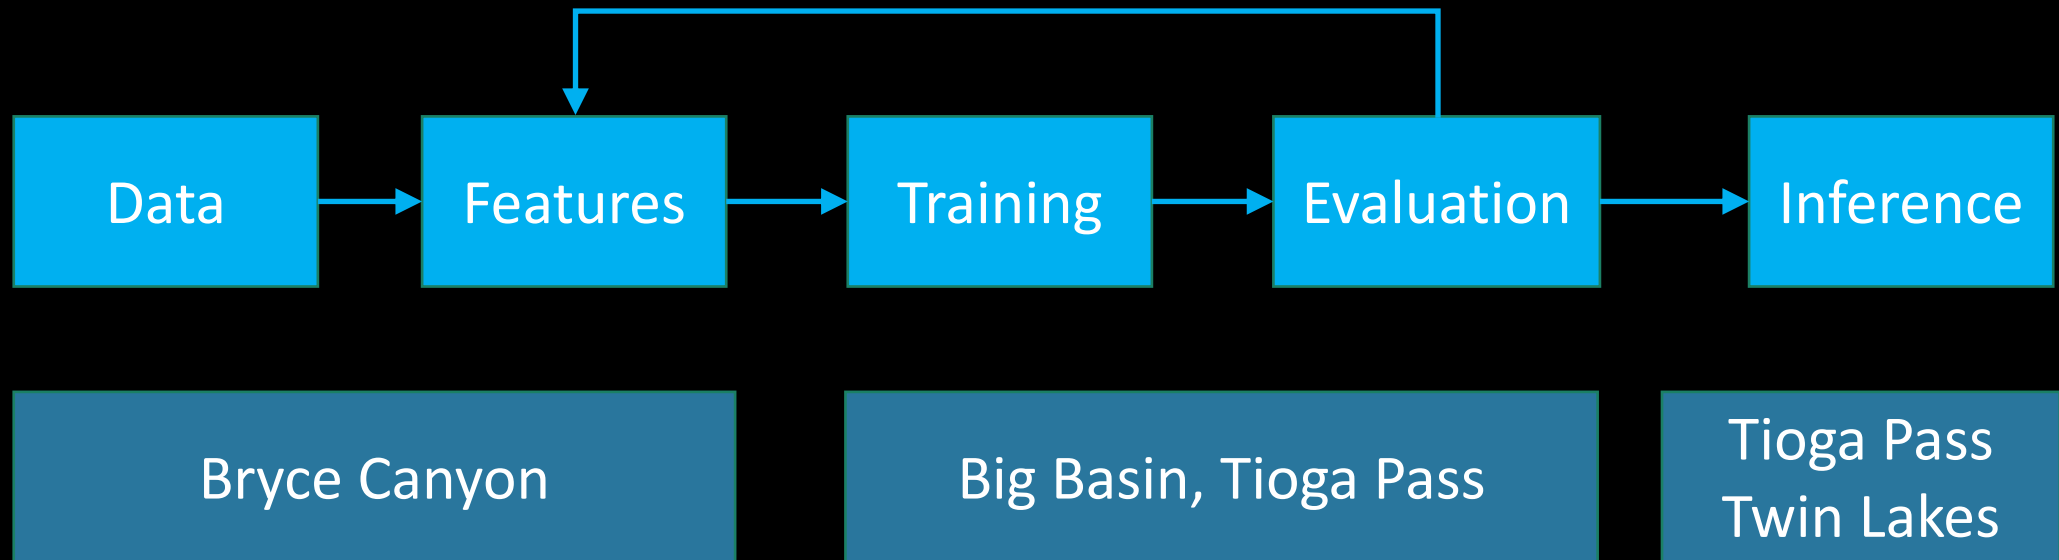 Data
Features
Training
Evaluation
Inference
Bryce Canyon
Big Basin, Tioga Pass
Tioga Pass
Twin Lakes